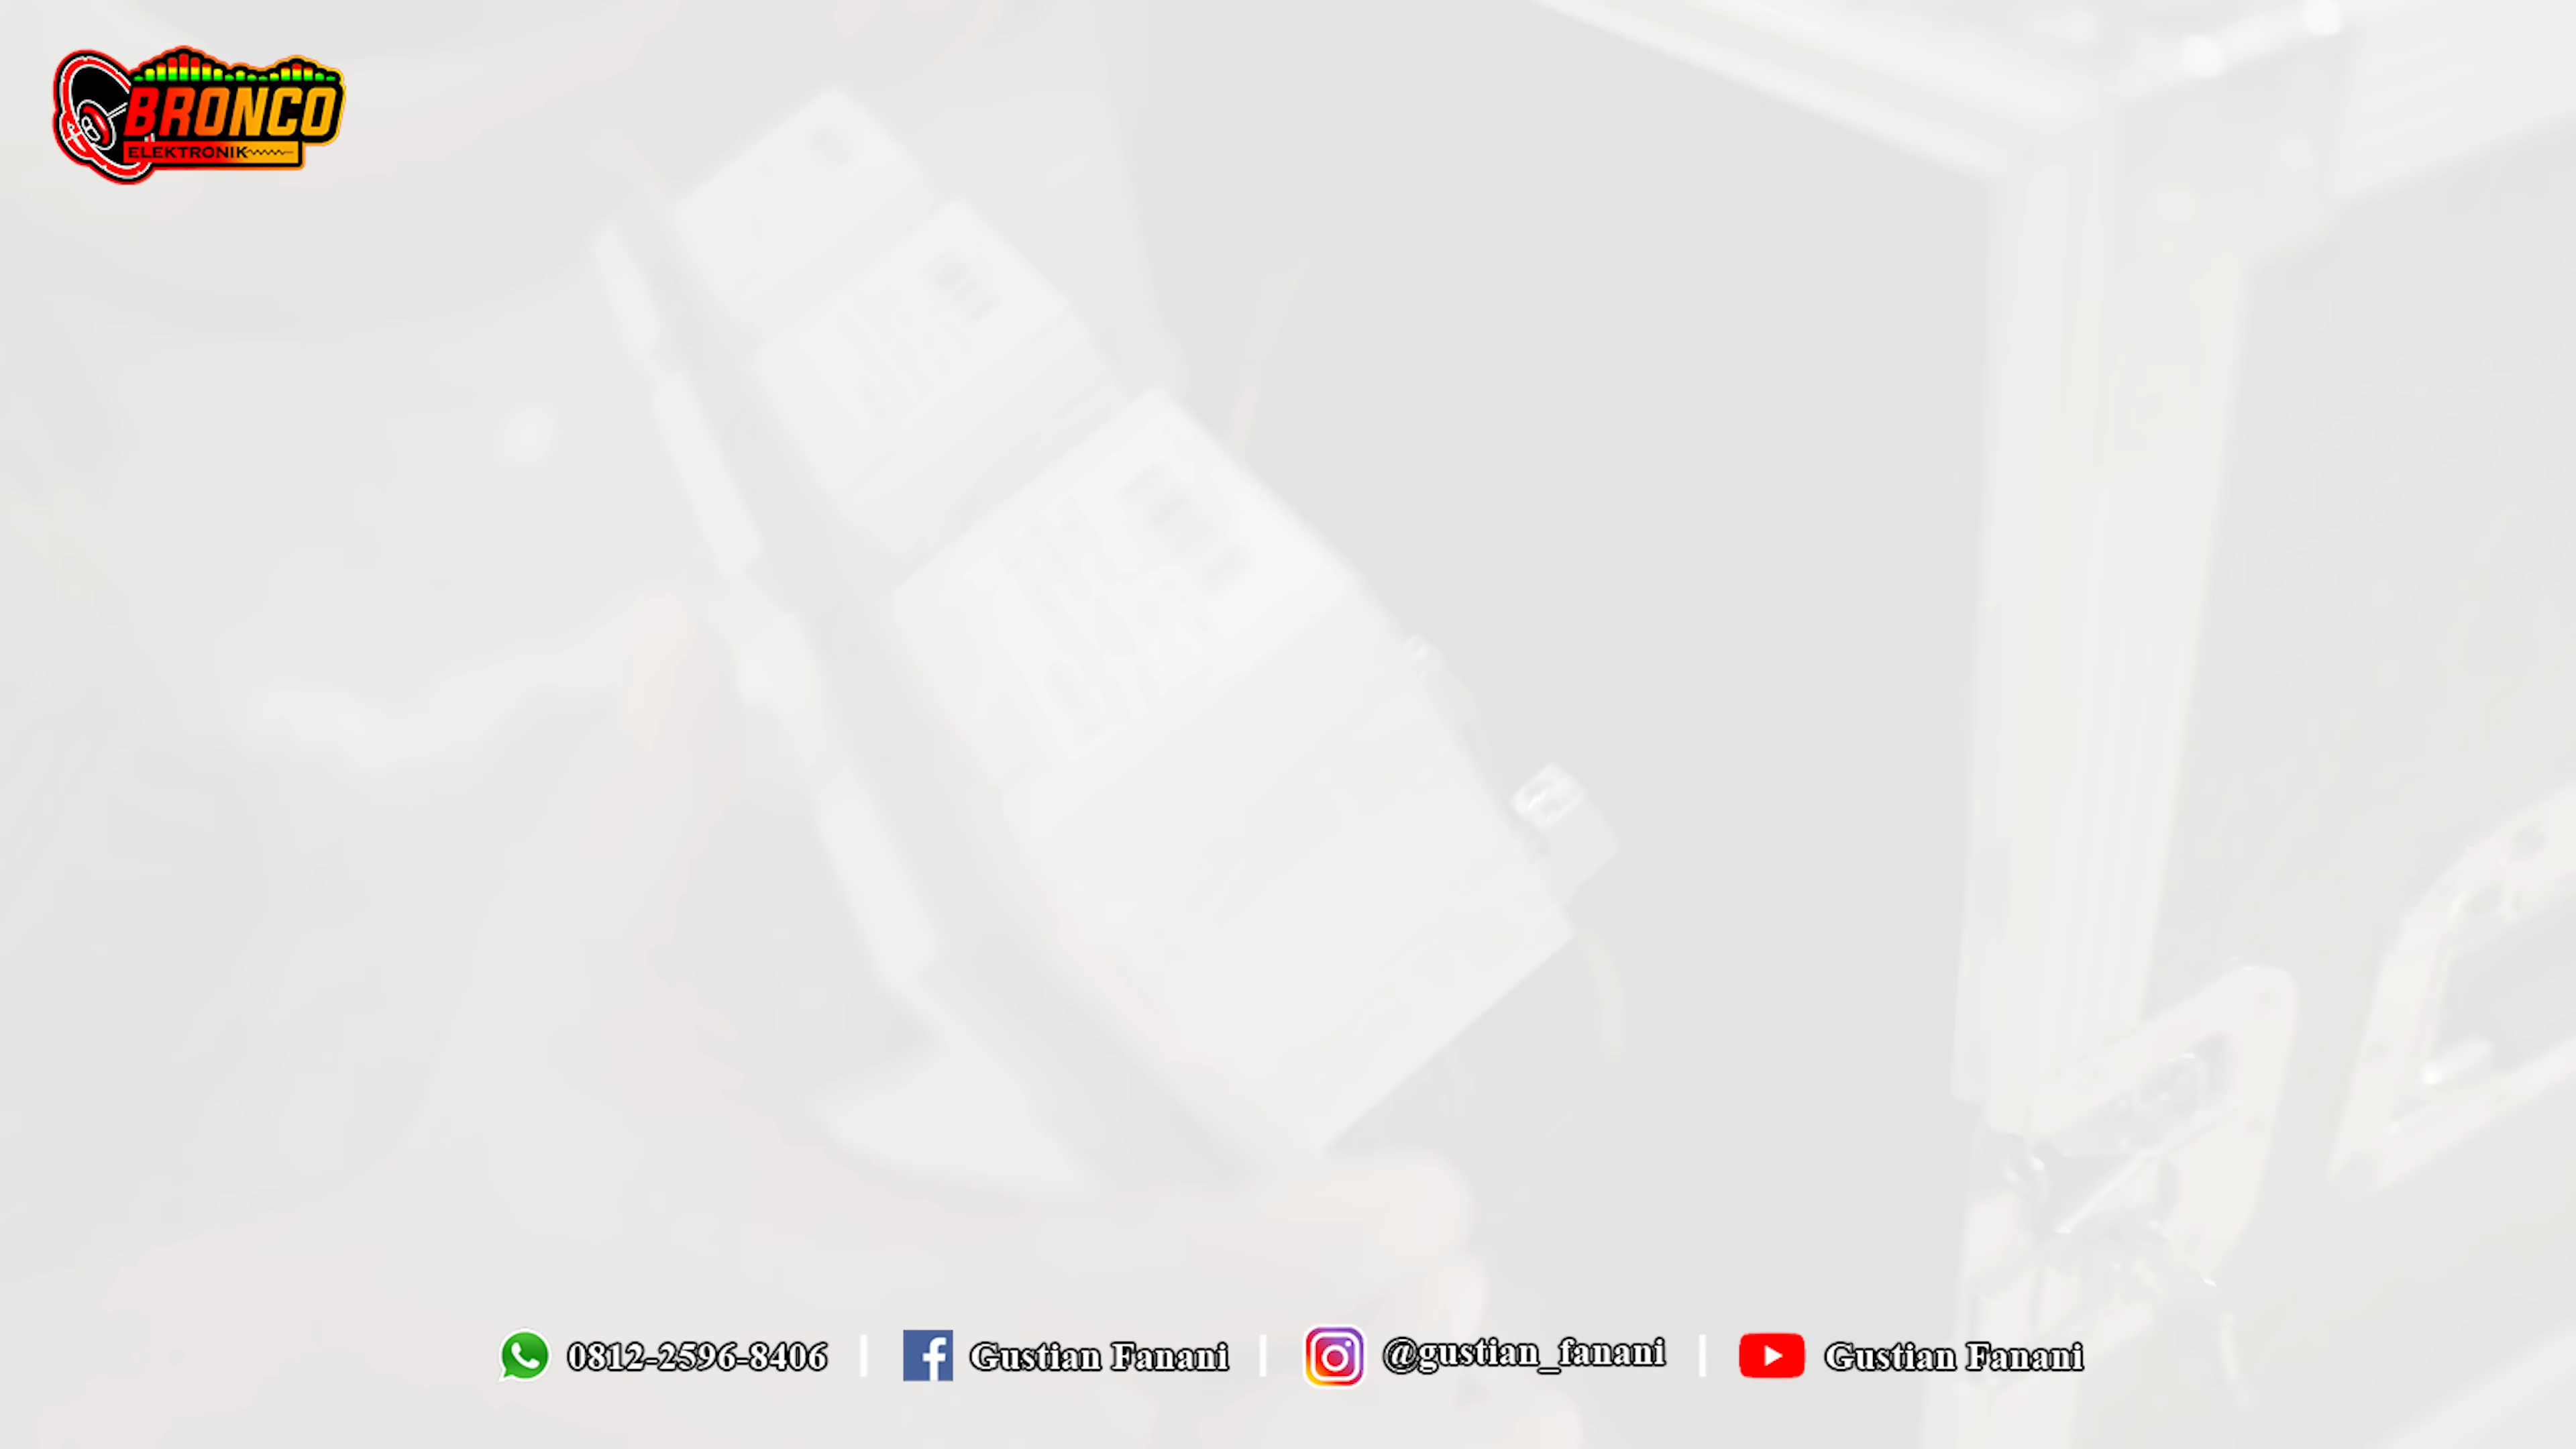 BRONCO
ELEKTRONIK
0812-2596-8406 | Gustian Fanani | @gustian_fanani | Gustian Fanani